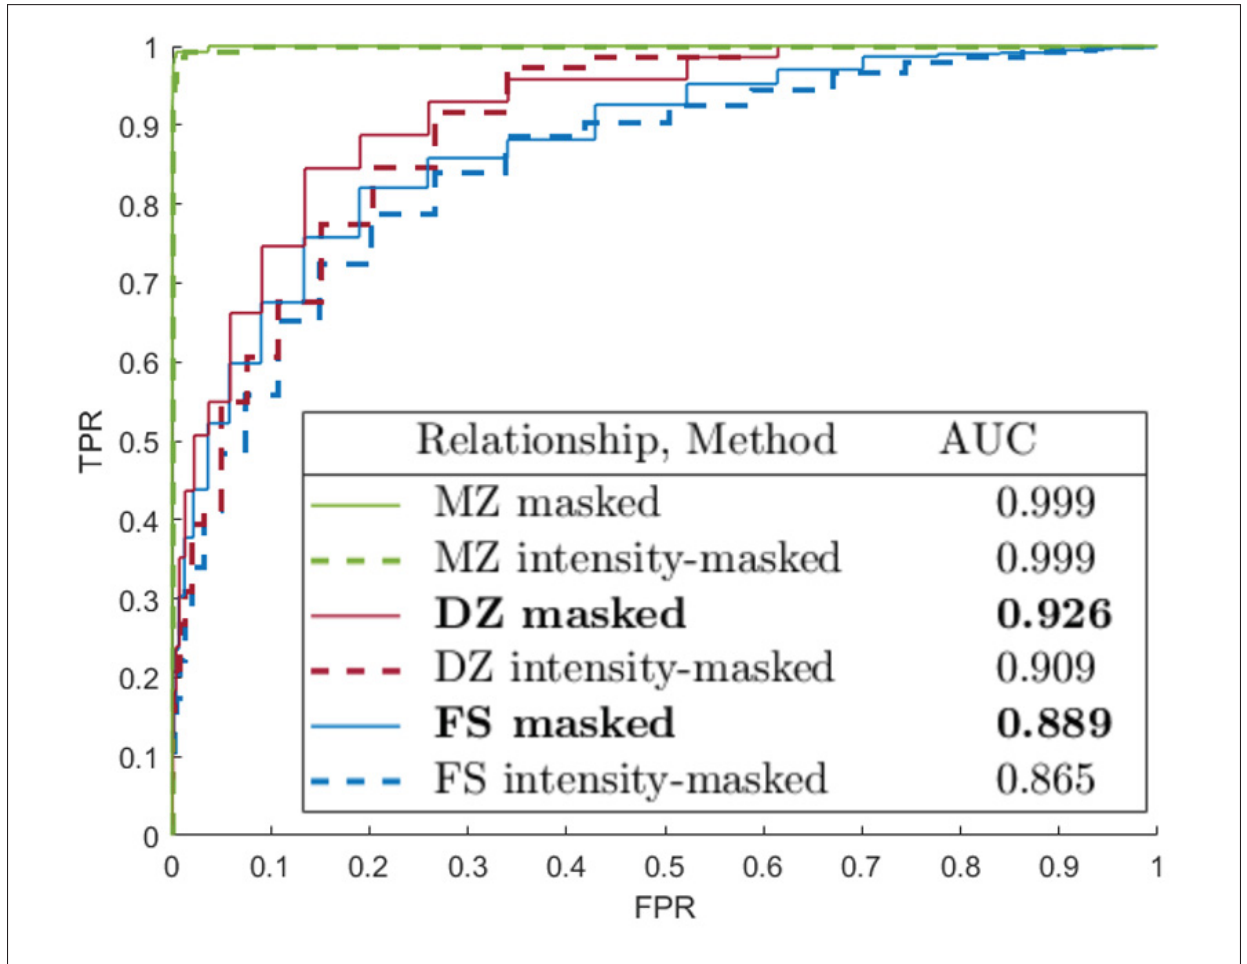 1
0.9
0.8
0.7
0.6
0.5
0.4
0.3
0.2
0.1
0
TPR
Relationship, Method AUC
MZ masked 0.999
MZ intensity-masked 0.999
DZ masked 0.926
DZ intensity-masked 0.909
FS masked 0.889
FS intensity-masked 0.865
0 0.1 0.2 0.3 0.4 0.5 0.6 0.7 0.8 0.9 1
FPR